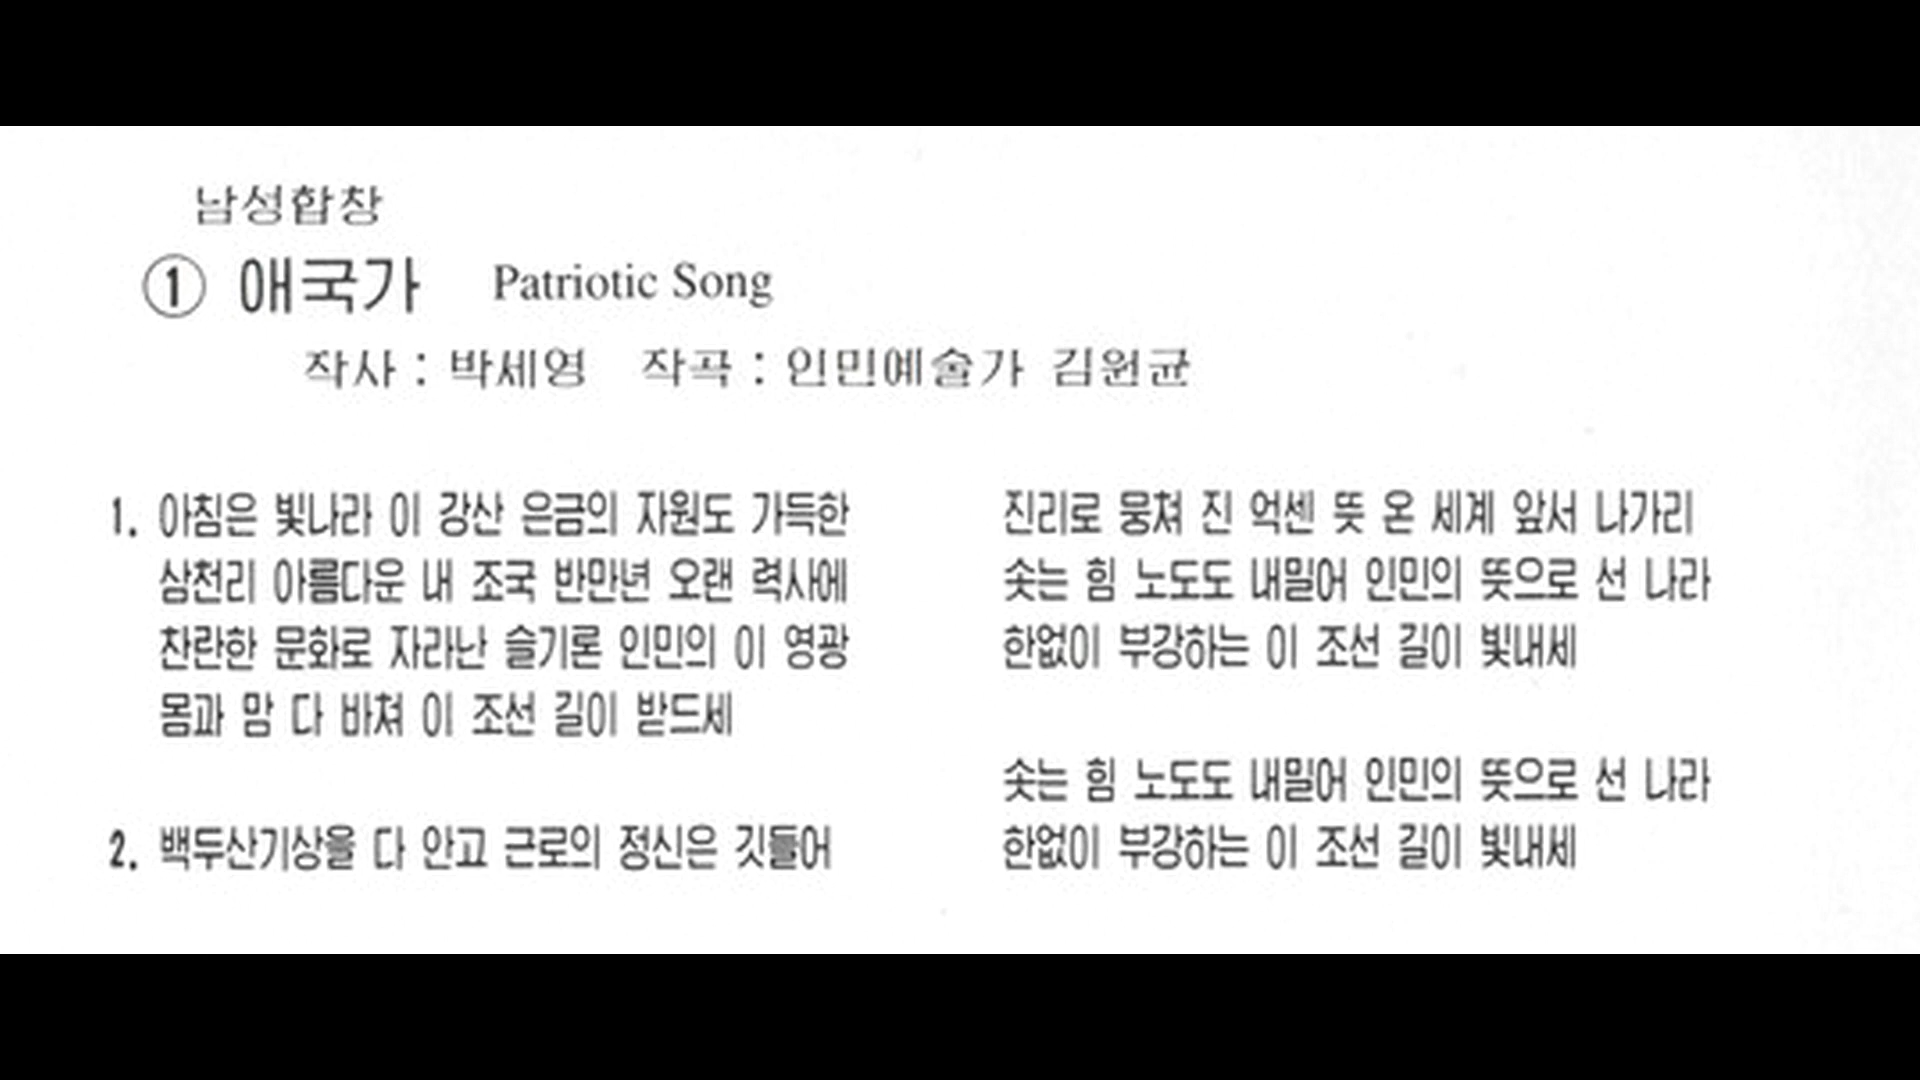 남성합창
① 애국가 Patriotic Song
작사 : 박세영 작곡 : 인민예술가 김원균
1. 아침은 빛나라 이 강산 은금의 자원도 가득한
삼천리 아름다운 내 조국 반만년 오랜 력사에
찬란한 문화로 자라난 슬기론 인민의 이 영광
몸과 맘 다 바쳐 이 조선 길이 받드세
2. 백두산기상을 다 안고 근로의 정신은 깃들어
진리로 뭉쳐 진 억센 뜻 온 세계 앞서 나가리
솟는 힘 노도도 내밀어 인민의 뜻으로 선 나라
한없이 부강하는 이 조선 길이 빛내세
솟는 힘 노도도 내밀어 인민의 뜻으로 선 나라
한없이 부강하는 이 조선 길이 빛내세